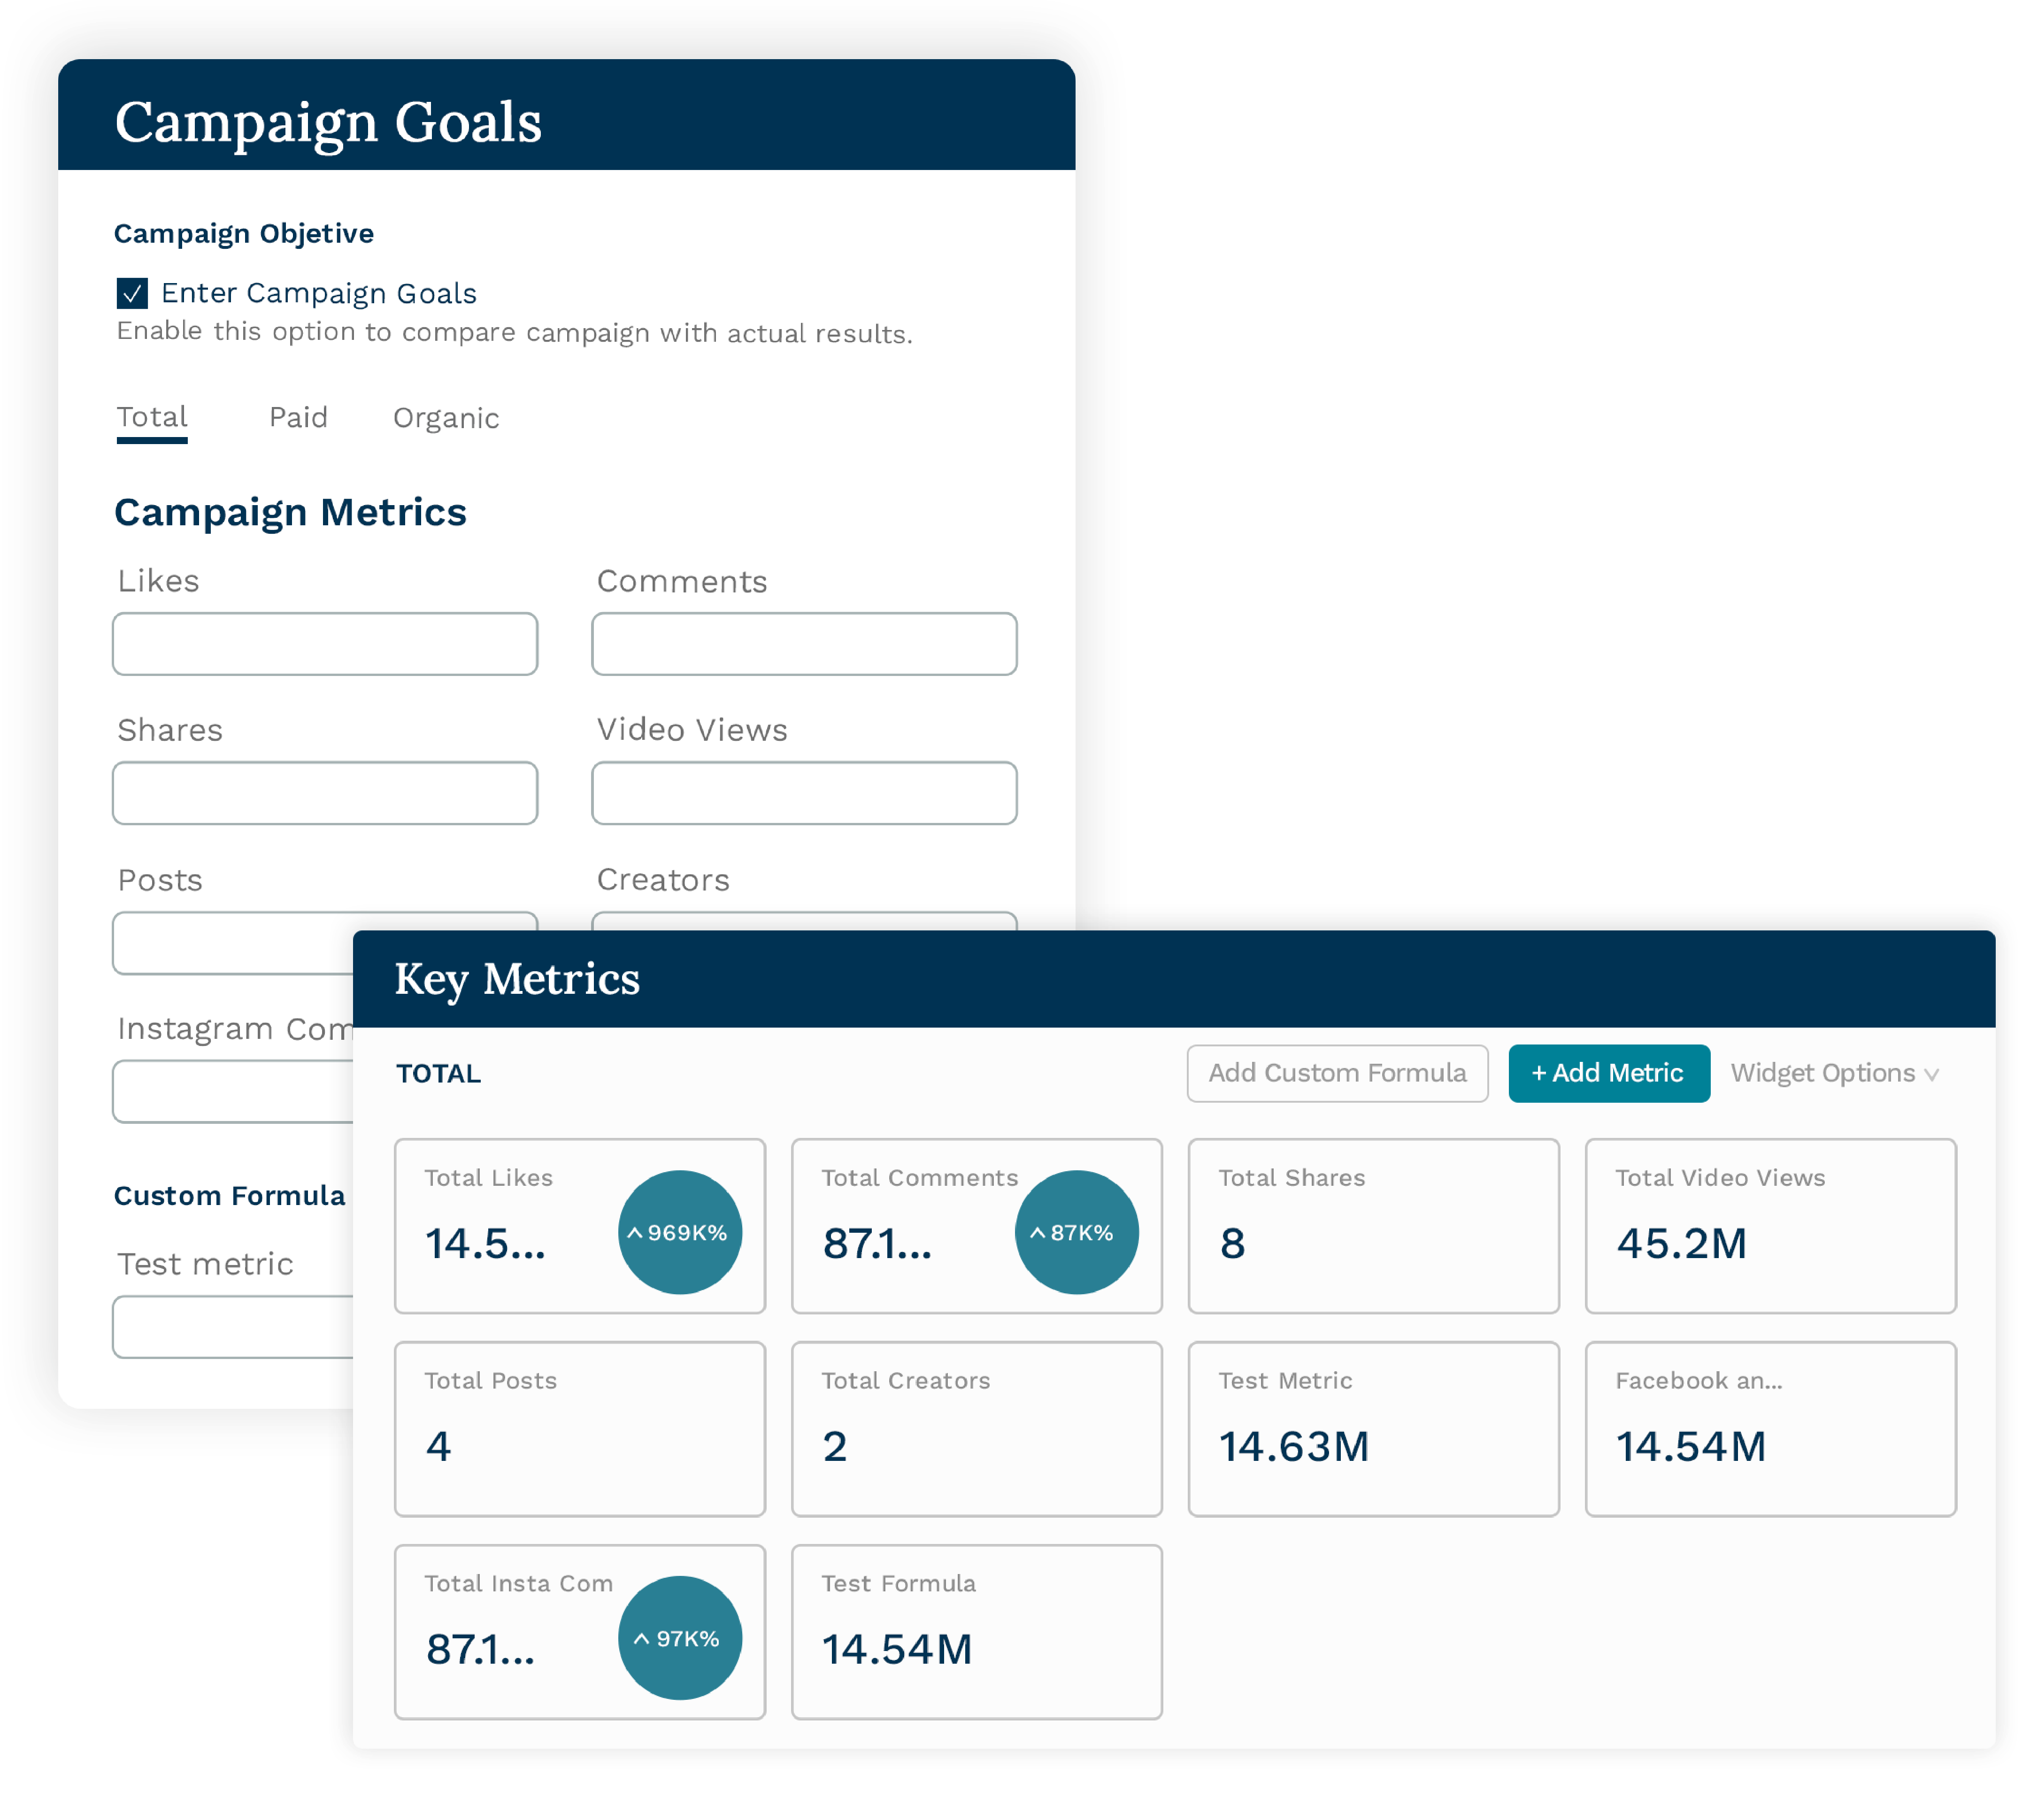 Campaign Goals
Campaign Objetive
Enter Campaign Goals
Enable this option to compare campaign with actual results.
Total Paid Organic
Campaign Metrics
Likes Comments
Shares Video Views
Posts Creators
Instagram Com
Custom Formula
Test metric
Key Metrics
TOTAL Add Custom Formula + Add Metric Widget Options
Total Likes Total Comments Total Shares Total Video Views
14.5... 969K% 87.1... 87K% 8 45.2M
Total Posts Total Creators Test Metric Facebook an...
4 2 14.63M 14.54M
Total Insta Com Test Formula
87.1... 97K% 14.54M